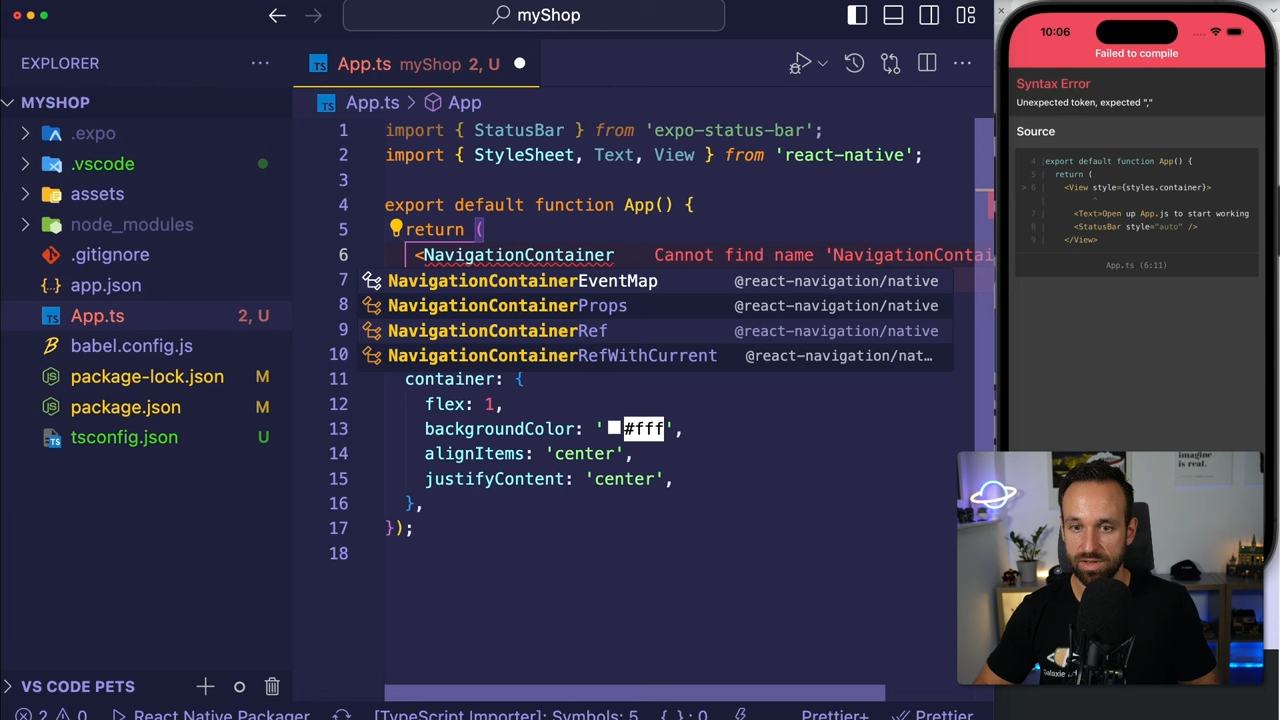 myShop
EXPLORER
App.ts myShop 2, U
MYSHOP
App.ts > App
.expo
.vscode
assets
node_modules
.gitignore
{..} app.json
App.ts 2, U
babel.config.js
package-lock.json M
package.json M
tsconfig.json U
1 import { StatusBar } from 'expo-status-bar';
2 import { StyleSheet, Text, View } from 'react-native';
3
4 export default function App() {
5 return (
6 <NavigationContainer Cannot find name 'NavigationContai
7 NavigationContainerEventMap @react-navigation/native
8 NavigationContainerProps @react-navigation/native
9 NavigationContainerRef @react-navigation/native
10 NavigationContainerRefWithCurrent @react-navigation/nat…
11 container: {
12 flex: 1,
13 backgroundColor: '#fff',
14 alignItems: 'center',
15 justifyContent: 'center',
16 },
17 });
18
VS CODE PETS
2 0 React Native Packager [TypeScript Importer]: Symbols: 5 { }: 0 Prettier+ Prettier
10:06
Failed to compile
Syntax Error
Unexpected token, expected ","
Source
4 |export default function App() {
5 | return (
> 6 | <View style={styles.container}>
| ^
7 | <Text>Open up App.js to start working
8 | <StatusBar style="auto" />
9 | </View>
App.ts (6:11)
imagine
is real.
Galaxie